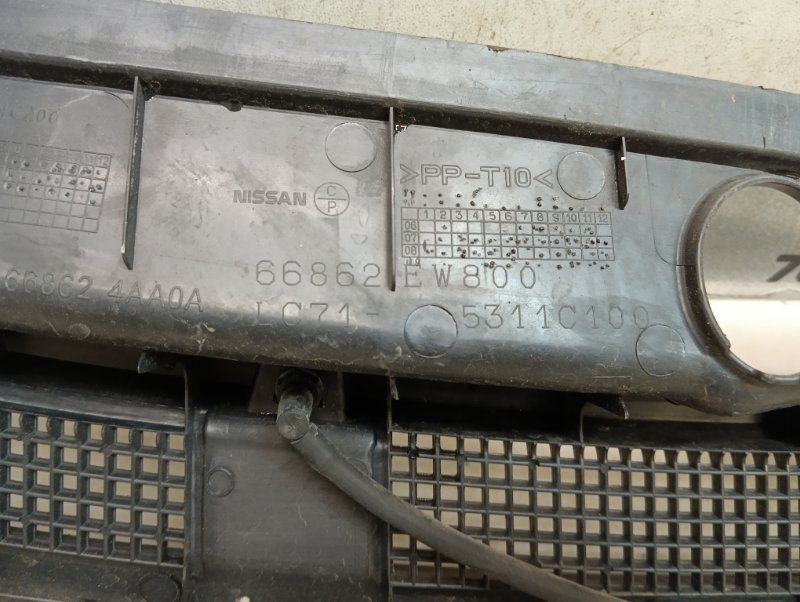 >PP-T10<
NISSAN C/P
1 2 3 4 5 6 7 8 9 10 11 12
06
07
08
66862 EW800
66862 4AA0A
LC71- 5311C100